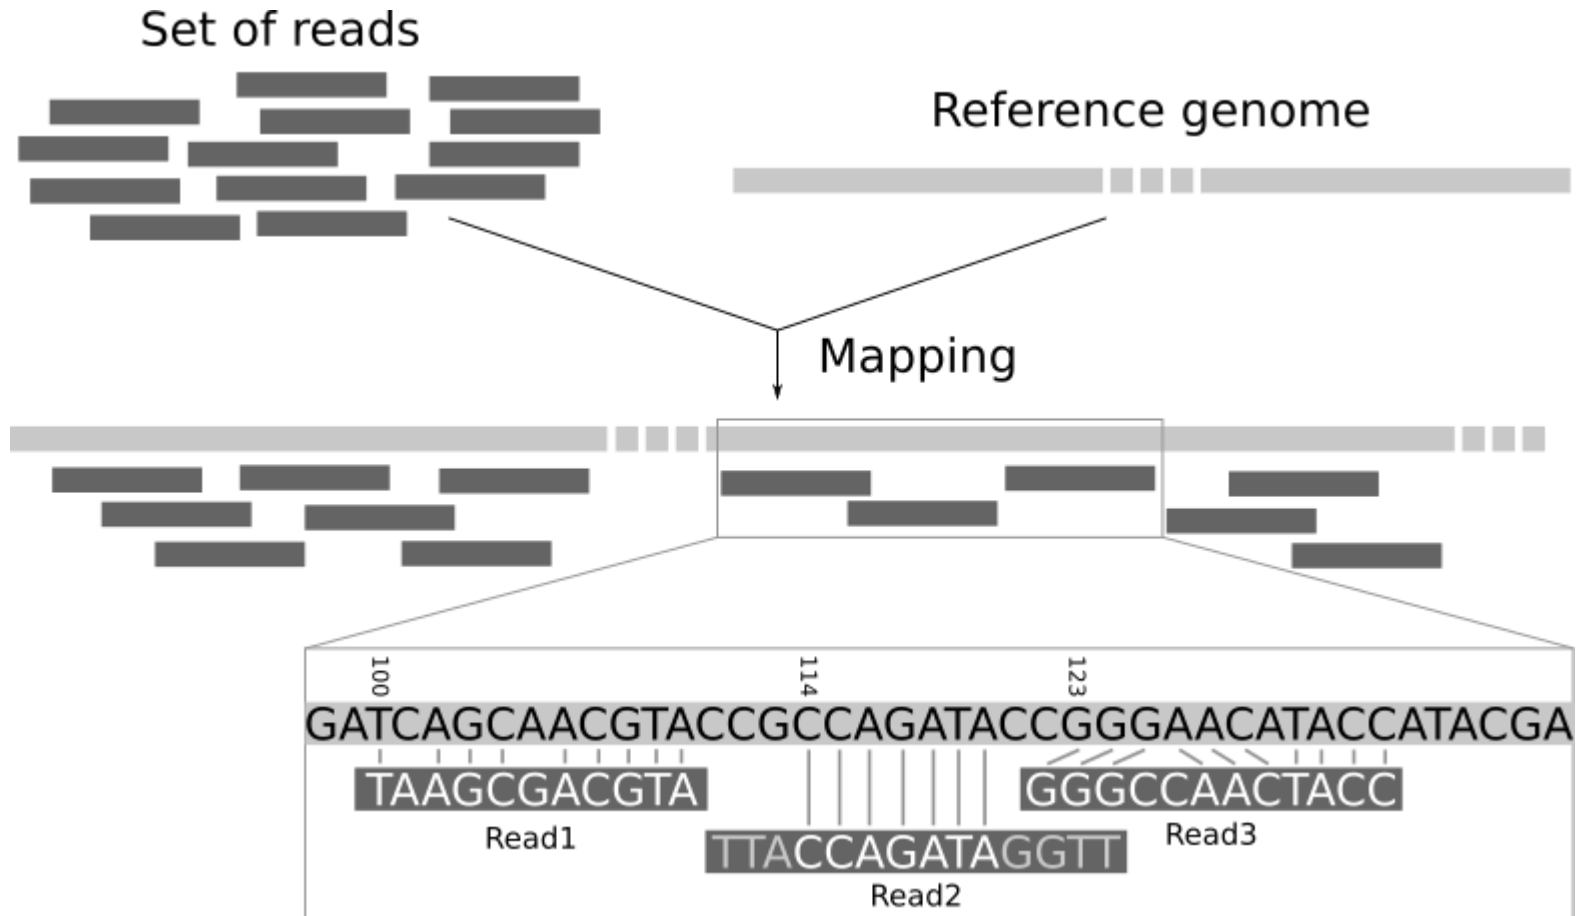 Set of reads
Reference genome
Mapping
100
114
123
GATCAGCAACGTACCGCCAGATACCGGGAACATACCATACGA
TAAGCGACGTA
Read1
TTACCAGATAGGTT
Read2
GGGCCAACTACC
Read3